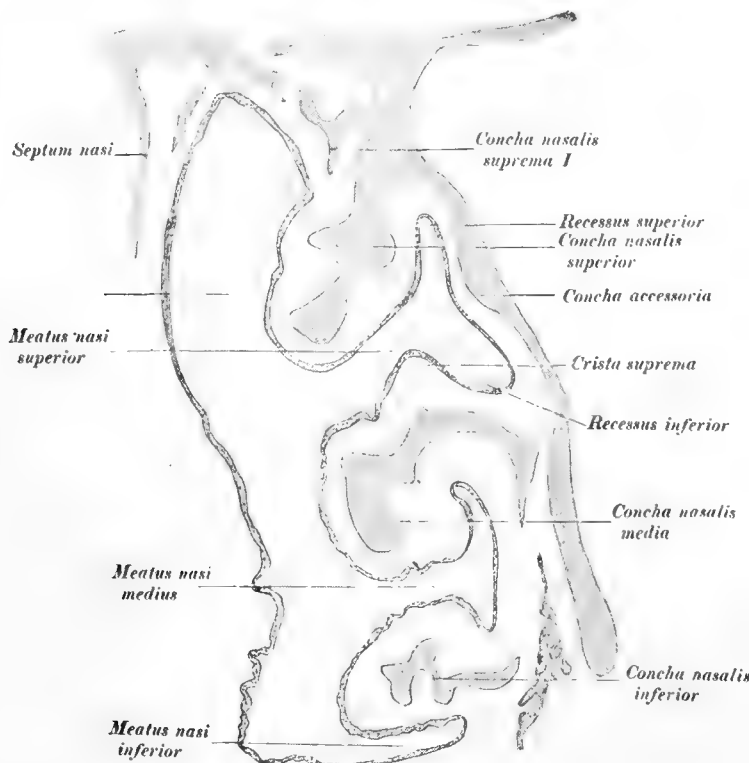 Septum nasi
Concha nasalis
suprema I
Recessus superior
Concha nasalis
superior
Concha accessoria
Meatus nasi
superior
Crista suprema
Recessus inferior
Concha nasalis
media
Meatus nasi
medius
Concha nasalis
inferior
Meatus nasi
inferior